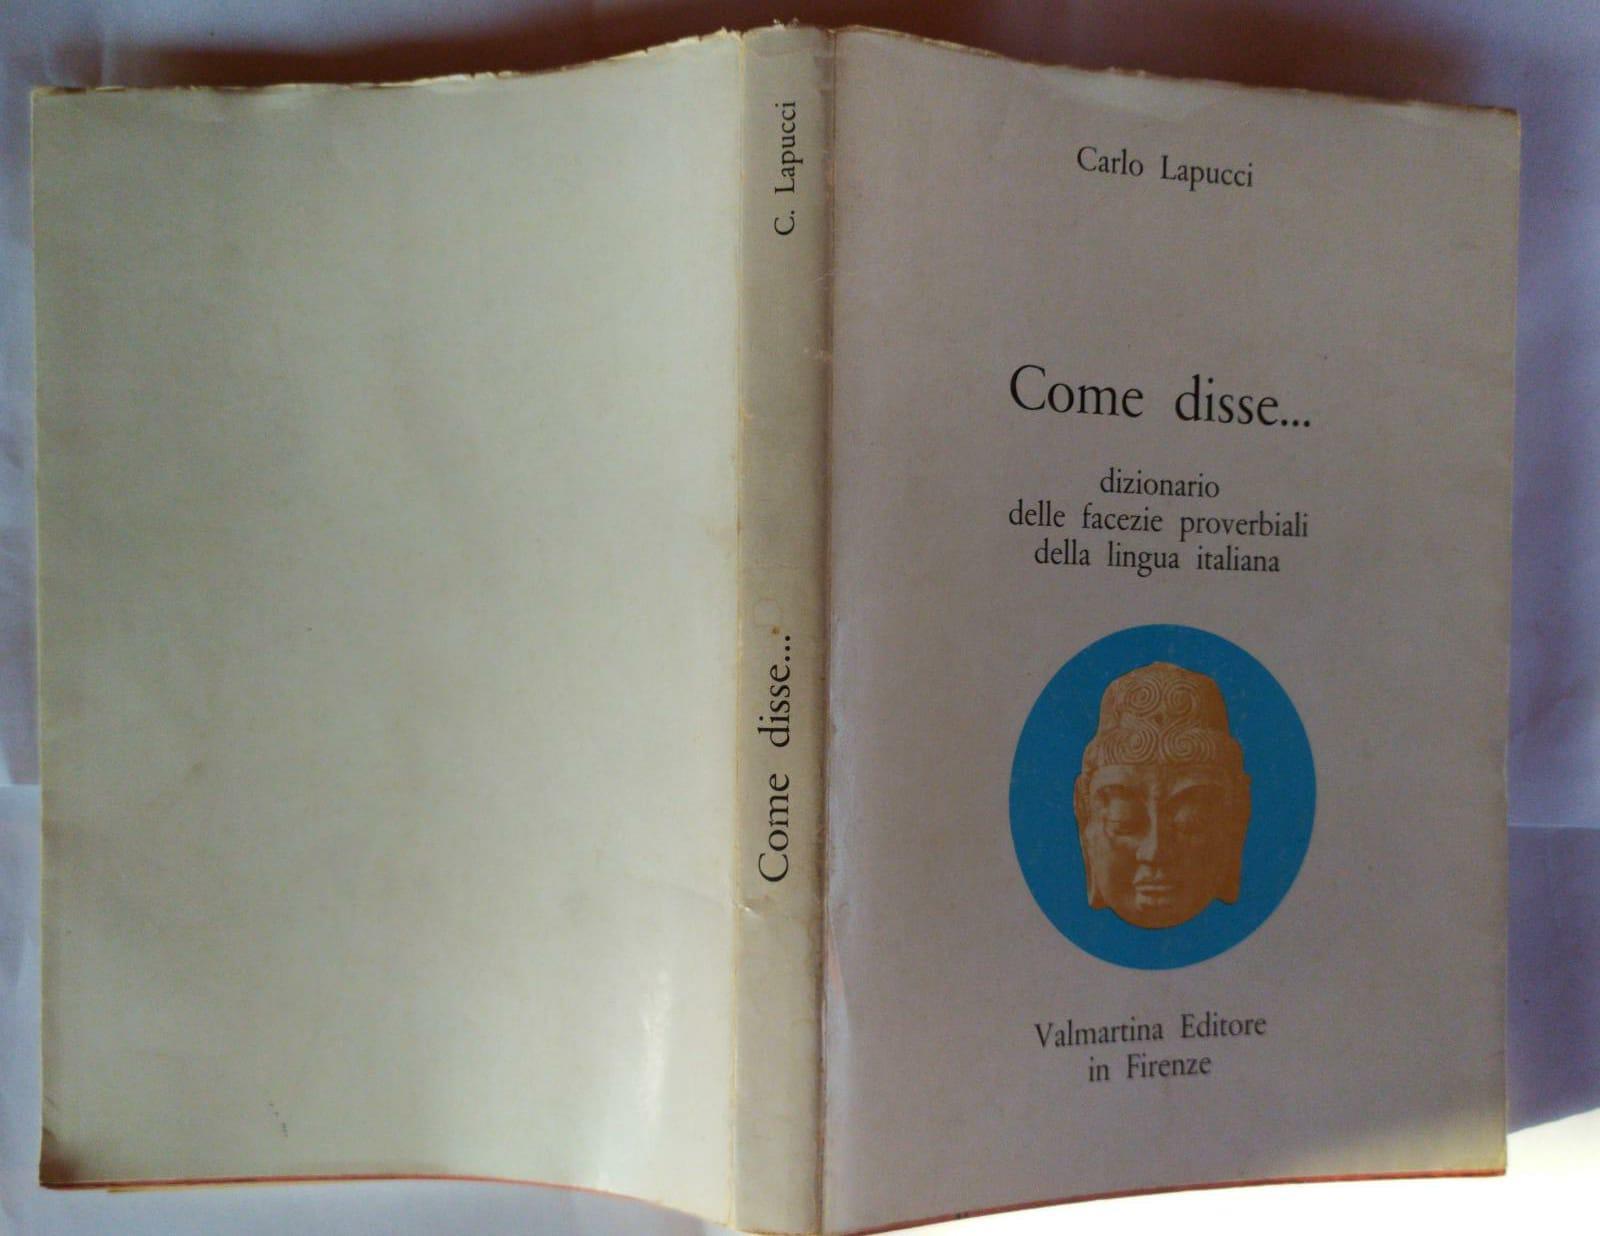 C. Lapucci
Come disse...
Carlo Lapucci
Come disse...
dizionario
delle facezie proverbiali
della lingua italiana
Valmartina Editore
in Firenze